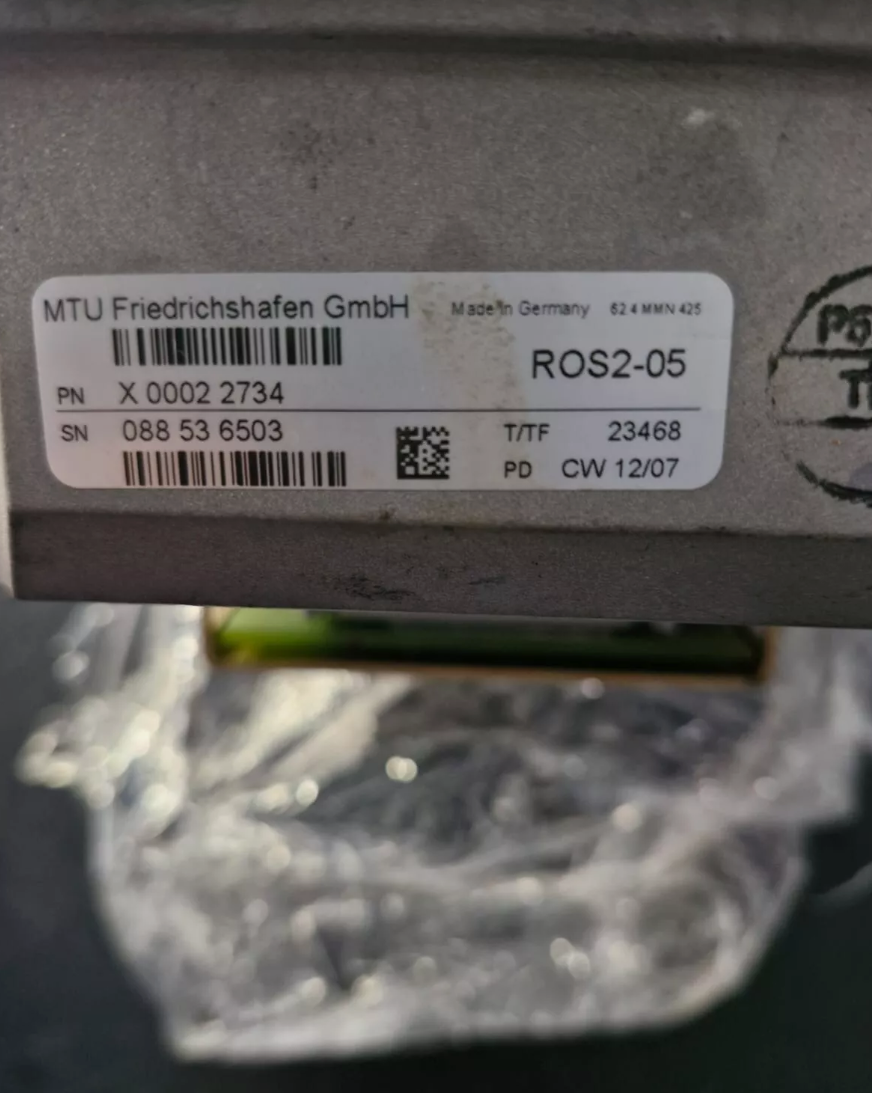 MTU Friedrichshafen GmbH Made in Germany 62 4 MMN 425
ROS2-05
PN X 0002 2734
SN 088 53 6503 T/TF 23468
PD CW 12/07